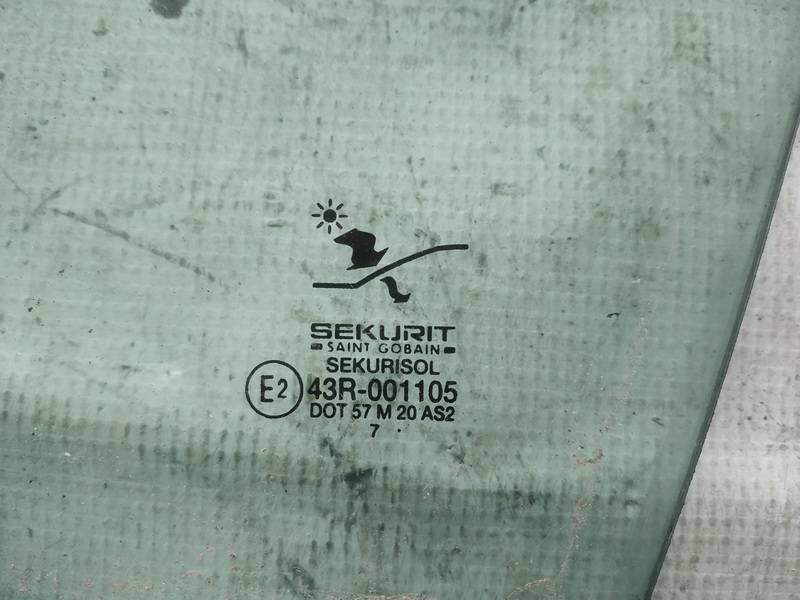 SEKURIT
SAINT GOBAIN
SEKURISOL
E2 43R-001105
DOT 57 M 20 AS2
7 .